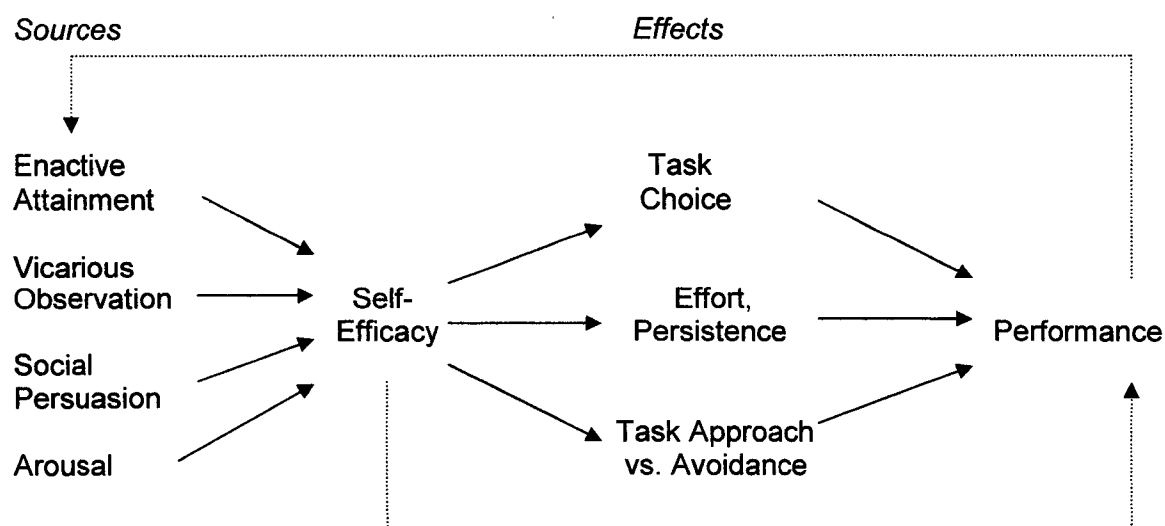 Sources
Effects
Enactive
Attainment
Vicarious
Observation
Social
Persuasion
Arousal
Self-
Efficacy
Task
Choice
Effort,
Persistence
Task Approach
vs. Avoidance
Performance